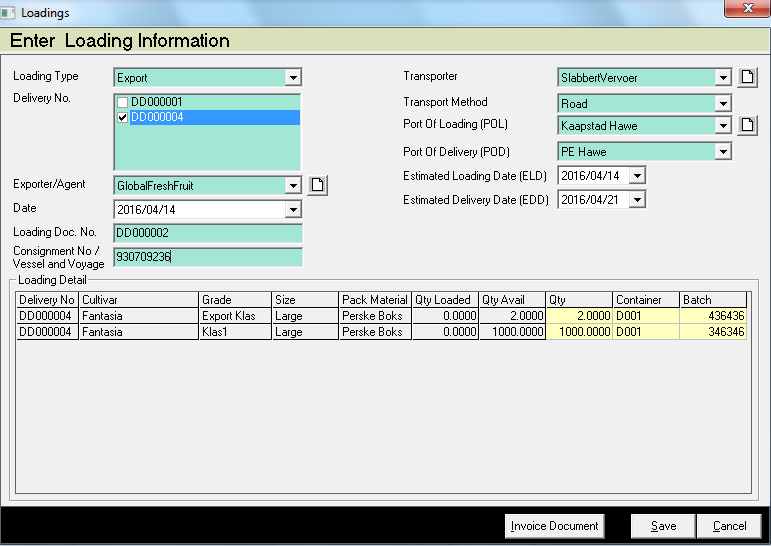 Loadings
Enter Loading Information
Loading Type Export
Delivery No. DD000001
DD000004
Exporter/Agent GlobalFreshFruit
Date 2016/04/14
Loading Doc. No. DD000002
Consignment No / Vessel and Voyage 930709236
Transporter SlabbertVervoer
Transport Method Road
Port Of Loading (POL) Kaapstad Hawe
Port Of Delivery (POD) PE Hawe
Estimated Loading Date (ELD) 2016/04/14
Estimated Delivery Date (EDD) 2016/04/21
Loading Detail
Delivery No Cultivar Grade Size Pack Material Qty Loaded Qty Avail Qty Container Batch
DD000004 Fantasia Export Klas Large Perske Boks 0.0000 2.0000 2.0000 D001 436436
DD000004 Fantasia Klas1 Large Perske Boks 0.0000 1000.0000 1000.0000 D001 346346
Invoice Document Save Cancel